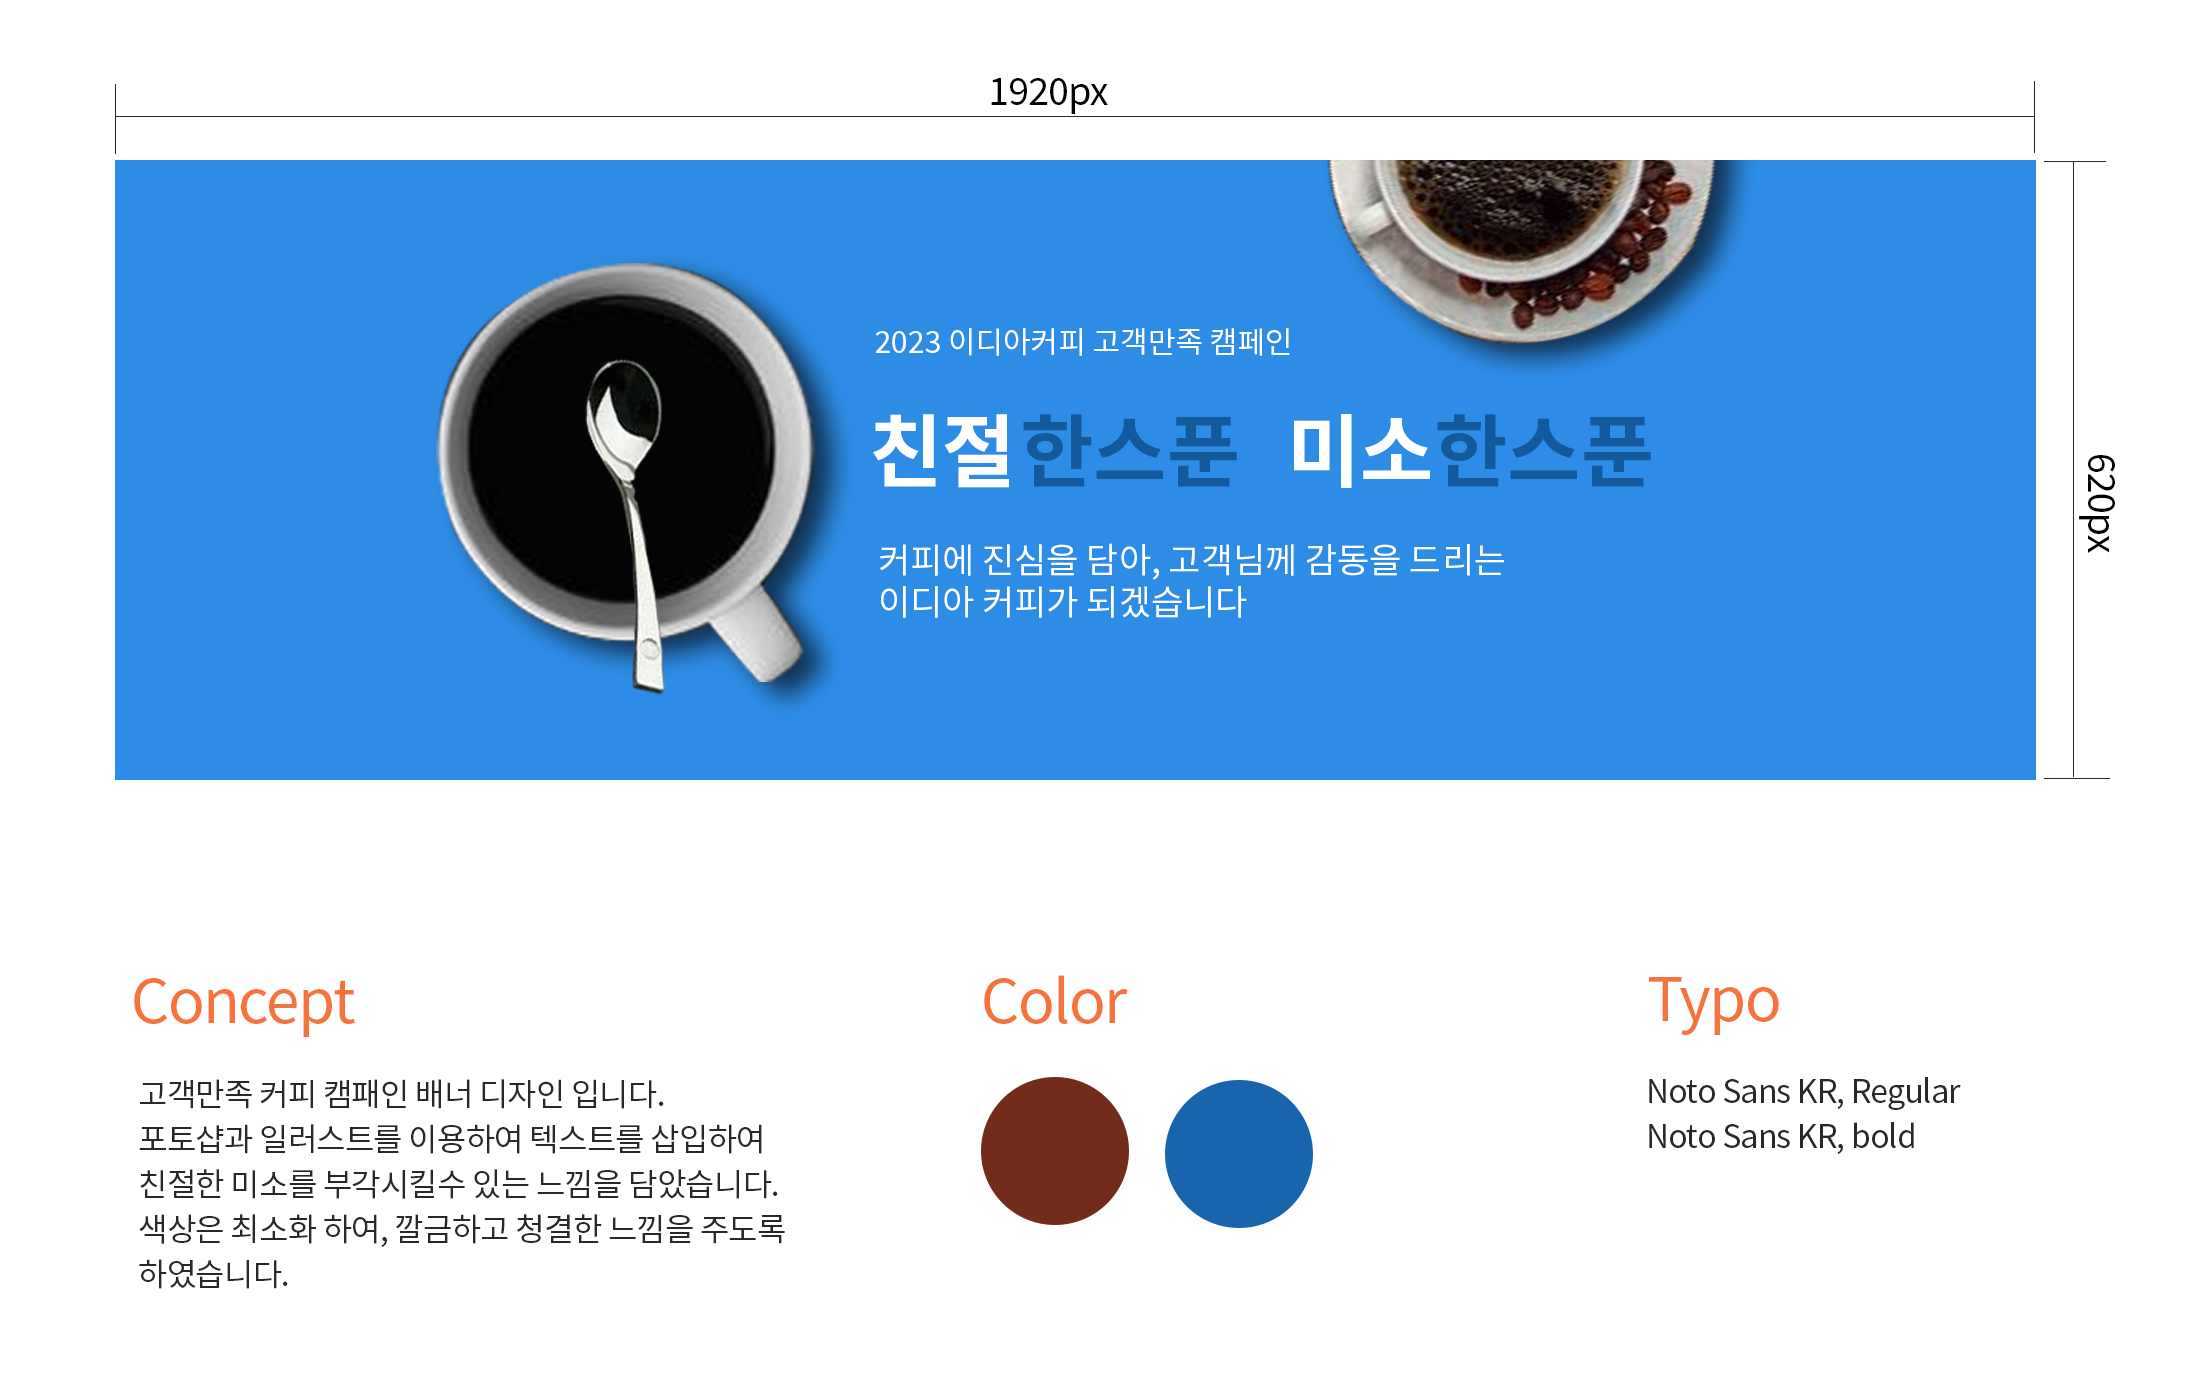 1920px
2023 이디아커피 고객만족 캠페인
친절한스푼 미소한스푼
커피에 진심을 담아, 고객님께 감동을 드리는
이디아 커피가 되겠습니다
620px
Concept
고객만족 커피 캠패인 배너 디자인 입니다.
포토샵과 일러스트를 이용하여 텍스트를 삽입하여
친절한 미소를 부각시킬수 있는 느낌을 담았습니다.
색상은 최소화 하여, 깔금하고 청결한 느낌을 주도록
하였습니다.
Color
Typo
Noto Sans KR, Regular
Noto Sans KR, bold